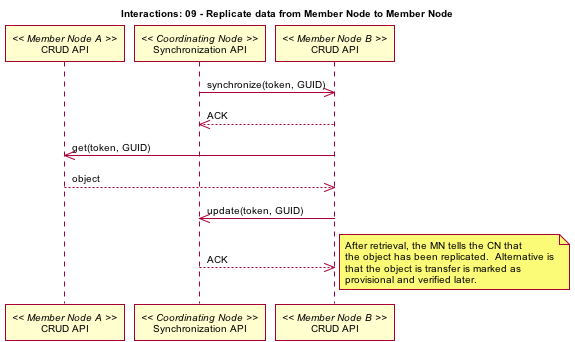 Interactions: 09 - Replicate data from Member Node to Member Node
<< Member Node A >>
CRUD API
<< Coordinating Node >>
Synchronization API
<< Member Node B >>
CRUD API
synchronize(token, GUID)
ACK
get(token, GUID)
object
update(token, GUID)
After retrieval, the MN tells the CN that
the object has been replicated.  Alternative is
that the object is transfer is marked as
provisional and verified later.
ACK
<< Member Node A >>
CRUD API
<< Coordinating Node >>
Synchronization API
<< Member Node B >>
CRUD API